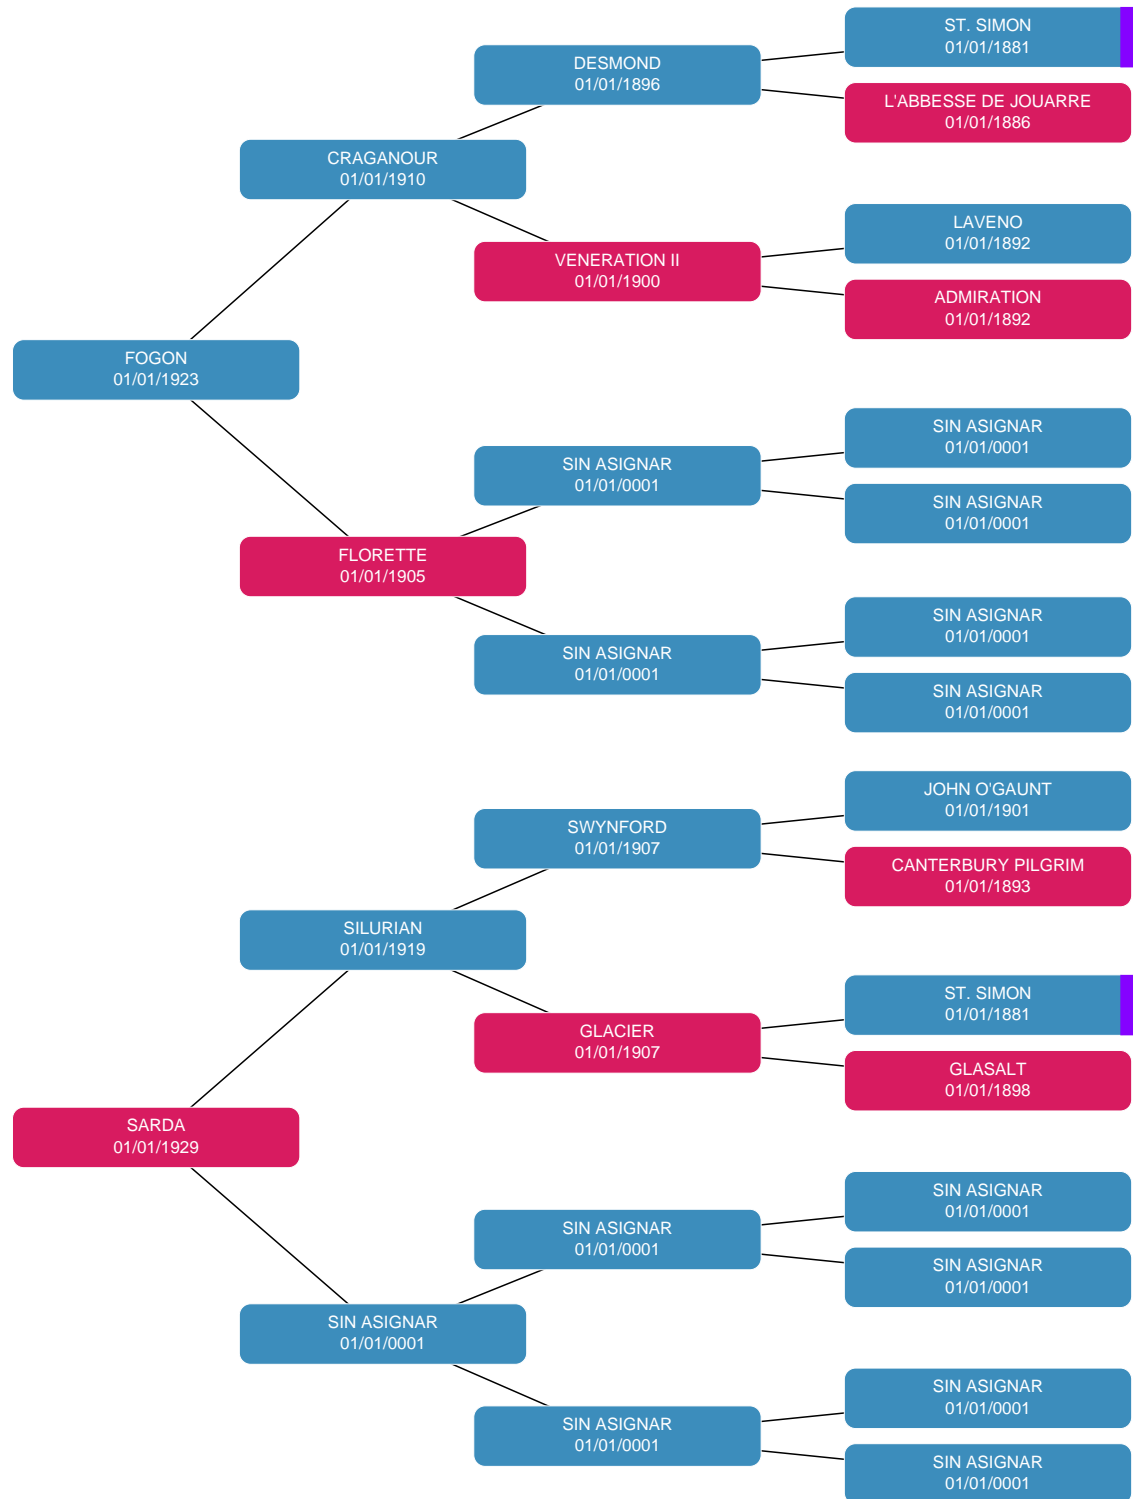 ST. SIMON
01/01/1881
DESMOND
01/01/1896
L'ABBESSE DE JOUARRE
01/01/1886
CRAGANOUR
01/01/1910
LAVENO
01/01/1892
VENERATION II
01/01/1900
ADMIRATION
01/01/1892
FOGON
01/01/1923
SIN ASIGNAR
01/01/0001
SIN ASIGNAR
01/01/0001
SIN ASIGNAR
01/01/0001
FLORETTE
01/01/1905
SIN ASIGNAR
01/01/0001
SIN ASIGNAR
01/01/0001
SIN ASIGNAR
01/01/0001
JOHN O'GAUNT
01/01/1901
SWYNFORD
01/01/1907
CANTERBURY PILGRIM
01/01/1893
SILURIAN
01/01/1919
ST. SIMON
01/01/1881
GLACIER
01/01/1907
GLASALT
01/01/1898
SARDA
01/01/1929
SIN ASIGNAR
01/01/0001
SIN ASIGNAR
01/01/0001
SIN ASIGNAR
01/01/0001
SIN ASIGNAR
01/01/0001
SIN ASIGNAR
01/01/0001
SIN ASIGNAR
01/01/0001
SIN ASIGNAR
01/01/0001